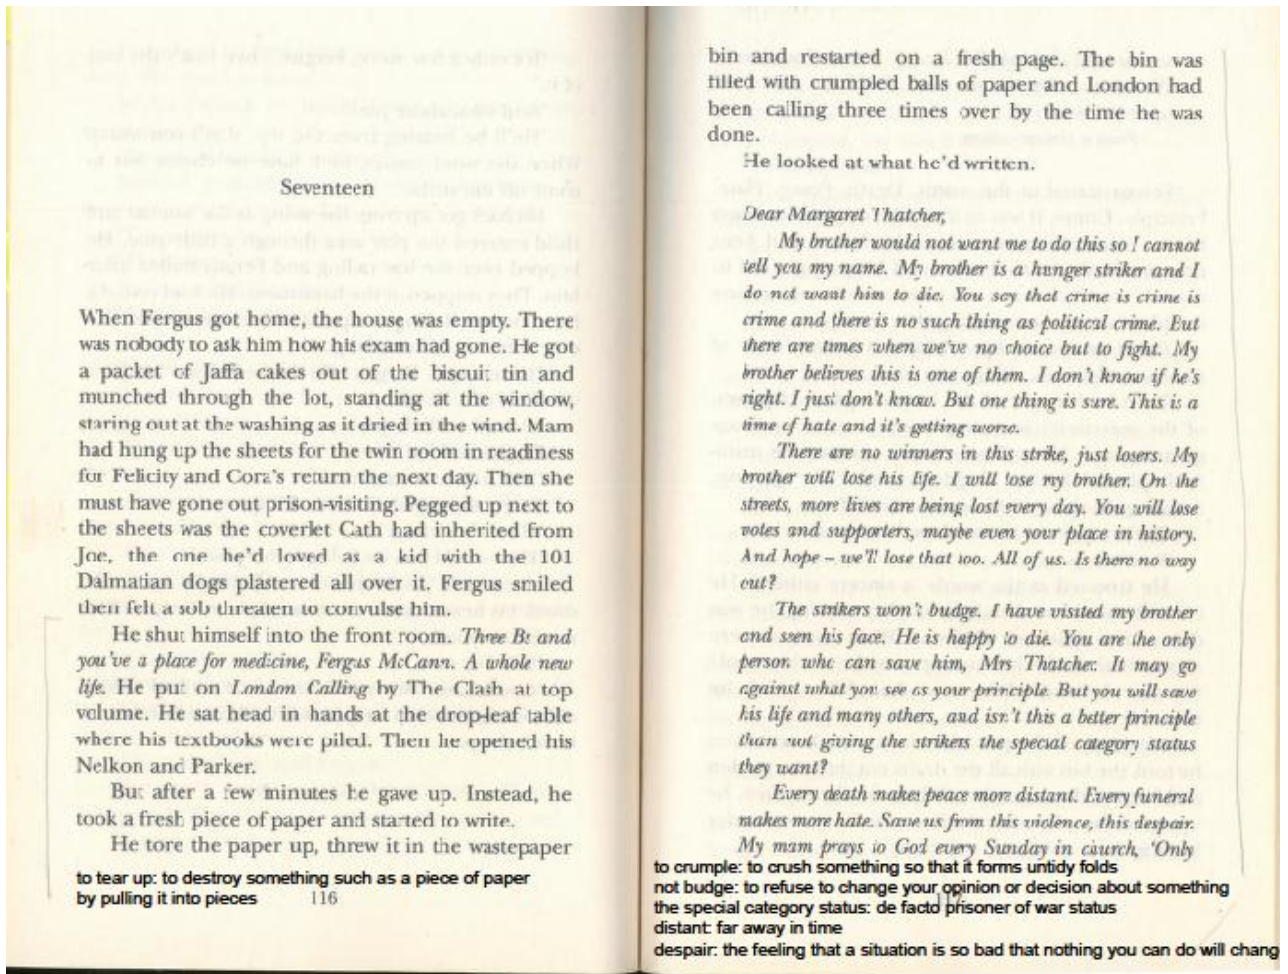 Seventeen
When Fergus got home, the house was empty. There
was nobody to ask him how his exam had gone. He got
a packet of Jaffa cakes out of the biscuit tin and
munched through the lot, standing at the window,
staring out at the washing as it dried in the wind. Mam
had hung up the sheets for the twin room in readiness
for Felicity and Cora's return the next day. Then she
must have gone out prison-visiting. Pegged up next to
the sheets was the coverlet Cath had inherited from
Joe, the one he'd loved as a kid with the 101
Dalmatian dogs plastered all over it. Fergus smiled
then felt a sob threaten to convulse him.
He shut himself into the front room. Three Bs and
you've a place for medicine, Fergus McCann. A whole new
life. He put on London Calling by The Clash at top
volume. He sat head in hands at the drop-leaf table
where his textbooks were piled. Then he opened his
Nelkon and Parker.
But after a few minutes he gave up. Instead, he
took a fresh piece of paper and started to write.
He tore the paper up, threw it in the wastepaper
to tear up: to destroy something such as a piece of paper
by pulling it into pieces
116
bin and restarted on a fresh page. The bin was
filled with crumpled balls of paper and London had
been calling three times over by the time he was
done.
He looked at what he'd written.
Dear Margaret Thatcher,
My brother would not want me to do this so I cannot
tell you my name. My brother is a hunger striker and I
do not want him to die. You say that crime is crime is
crime and there is no such thing as political crime. But
there are times when we've no choice but to fight. My
brother believes this is one of them. I don't know if he's
right. I just don't know. But one thing is sure. This is a
time of hate and it's getting worse.
There are no winners in this strike, just losers. My
brother will lose his life. I will lose my brother. On the
streets, more lives are being lost every day. You will lose
votes and supporters, maybe even your place in history.
And hope – we'll lose that too. All of us. Is there no way
out?
The strikers won't budge. I have visited my brother
and seen his face. He is happy to die. You are the only
person who can save him, Mrs Thatcher. It may go
against what you see as your principle. But you will save
his life and many others, and isn't this a better principle
than not giving the strikers the special category status
they want?
Every death makes peace more distant. Every funeral
makes more hate. Save us from this violence, this despair.
My mam prays to God every Sunday in church, 'Only
to crumple: to crush something so that it forms untidy folds
not budge: to refuse to change your opinion or decision about something
the special category status: de facto prisoner of war status
distant: far away in time
despair: the feeling that a situation is so bad that nothing you can do will chang